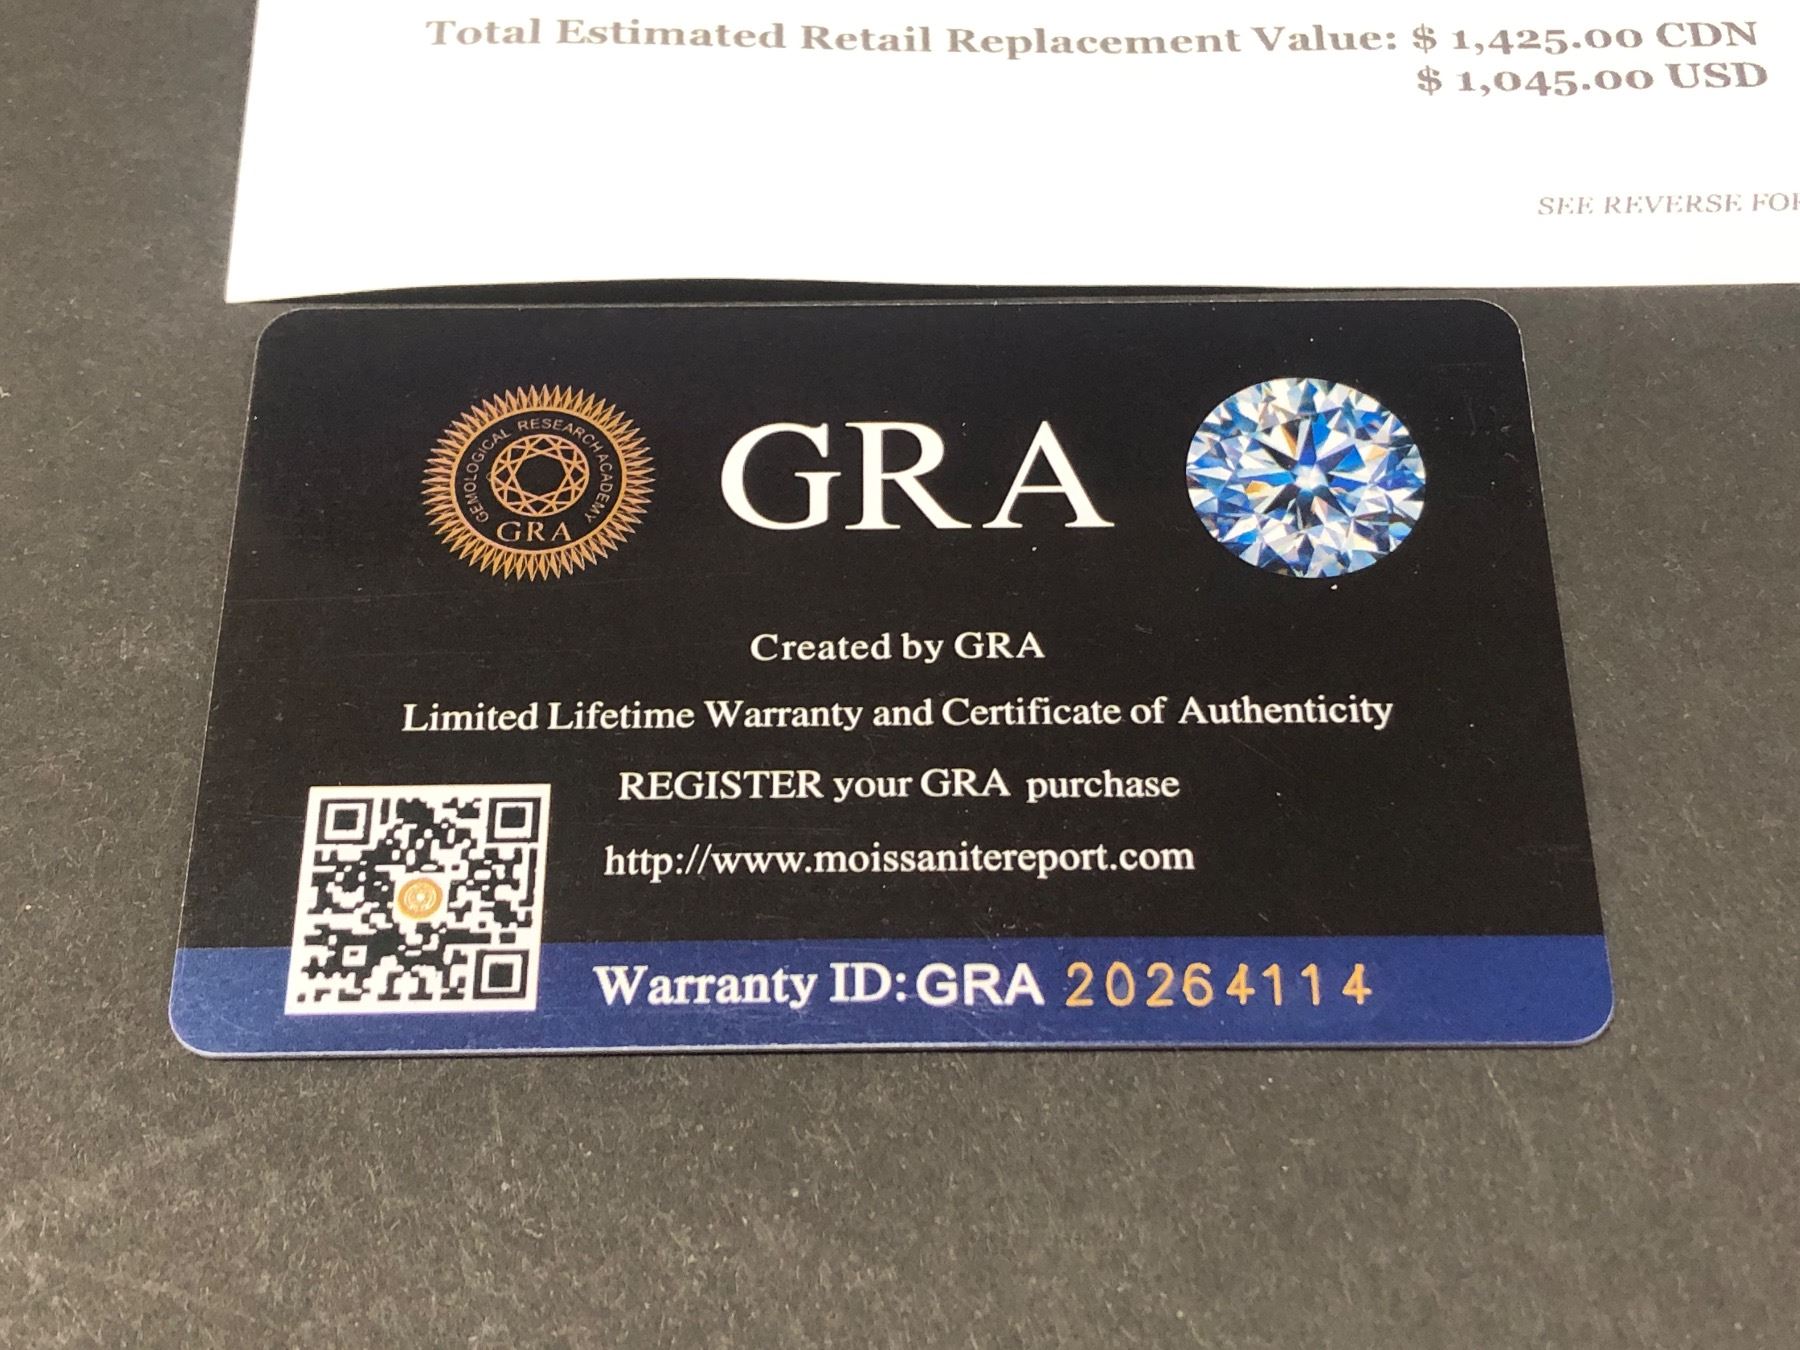 Total Estimated Retail Replacement Value: $ 1,425.00 CDN
$ 1,045.00 USD
SEE REVERSE FOR
GEMOLOGICAL RESEARCH ACADEMY
GRA
GRA
Created by GRA
Limited Lifetime Warranty and Certificate of Authenticity
REGISTER your GRA purchase
http://www.moissanitereport.com
Warranty ID: GRA 20264114